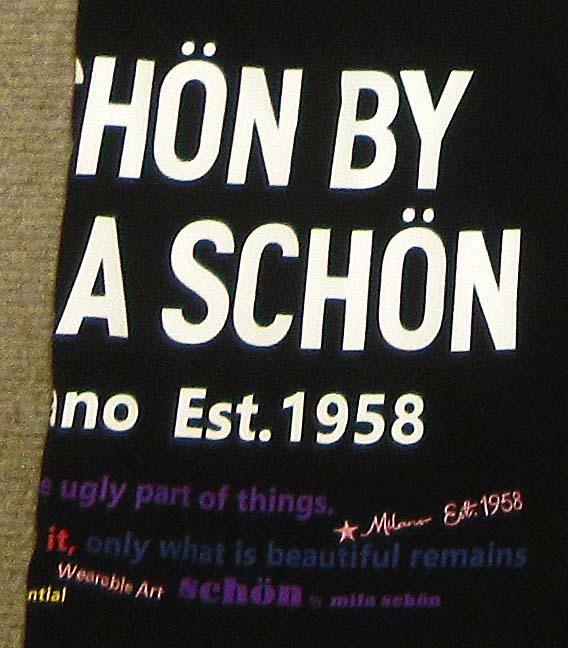 CHÖN BY
A SCHÖN
ano Est.1958
e ugly part of things.
★ Milano Est. 1958
it, only what is beautiful remains
Wearable Art schön by mila schön
ntial